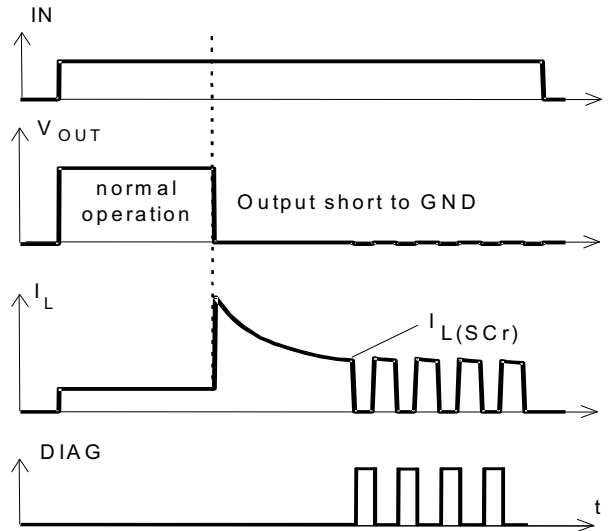 IN
V OUT
normal
operation
Output short to GND
I L
I L(SCr)
DIAG
t